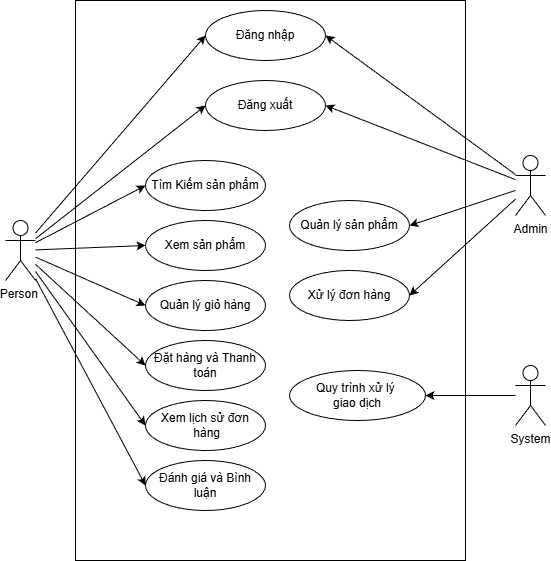 Đăng nhập
Đăng xuất
Tìm Kiếm sản phẩm
Xem sản phẩm
Quản lý giỏ hàng
Đặt hàng và Thanh
toán
Xem lịch sử đơn
hàng
Đánh giá và Bình
luận
Quản lý sản phẩm
Xử lý đơn hàng
Quy trình xử lý
giao dịch
Person
Admin
System